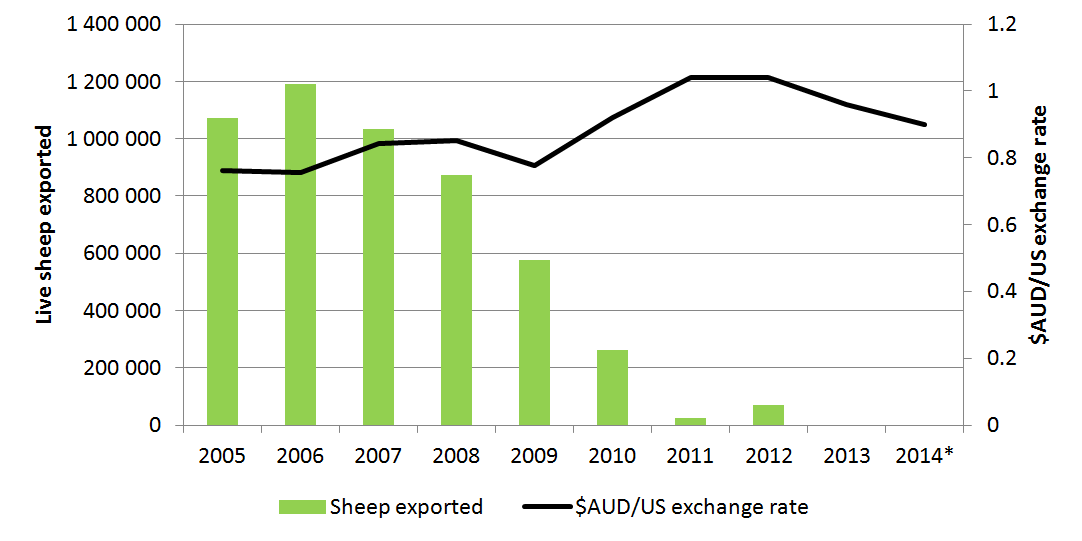 Live sheep exported
1 400 000
1 200 000
1 000 000
800 000
600 000
400 000
200 000
0
1.2
1
0.8
0.6
0.4
0.2
0
$AUD/US exchange rate
2005 2006 2007 2008 2009 2010 2011 2012 2013 2014*
Sheep exported $AUD/US exchange rate